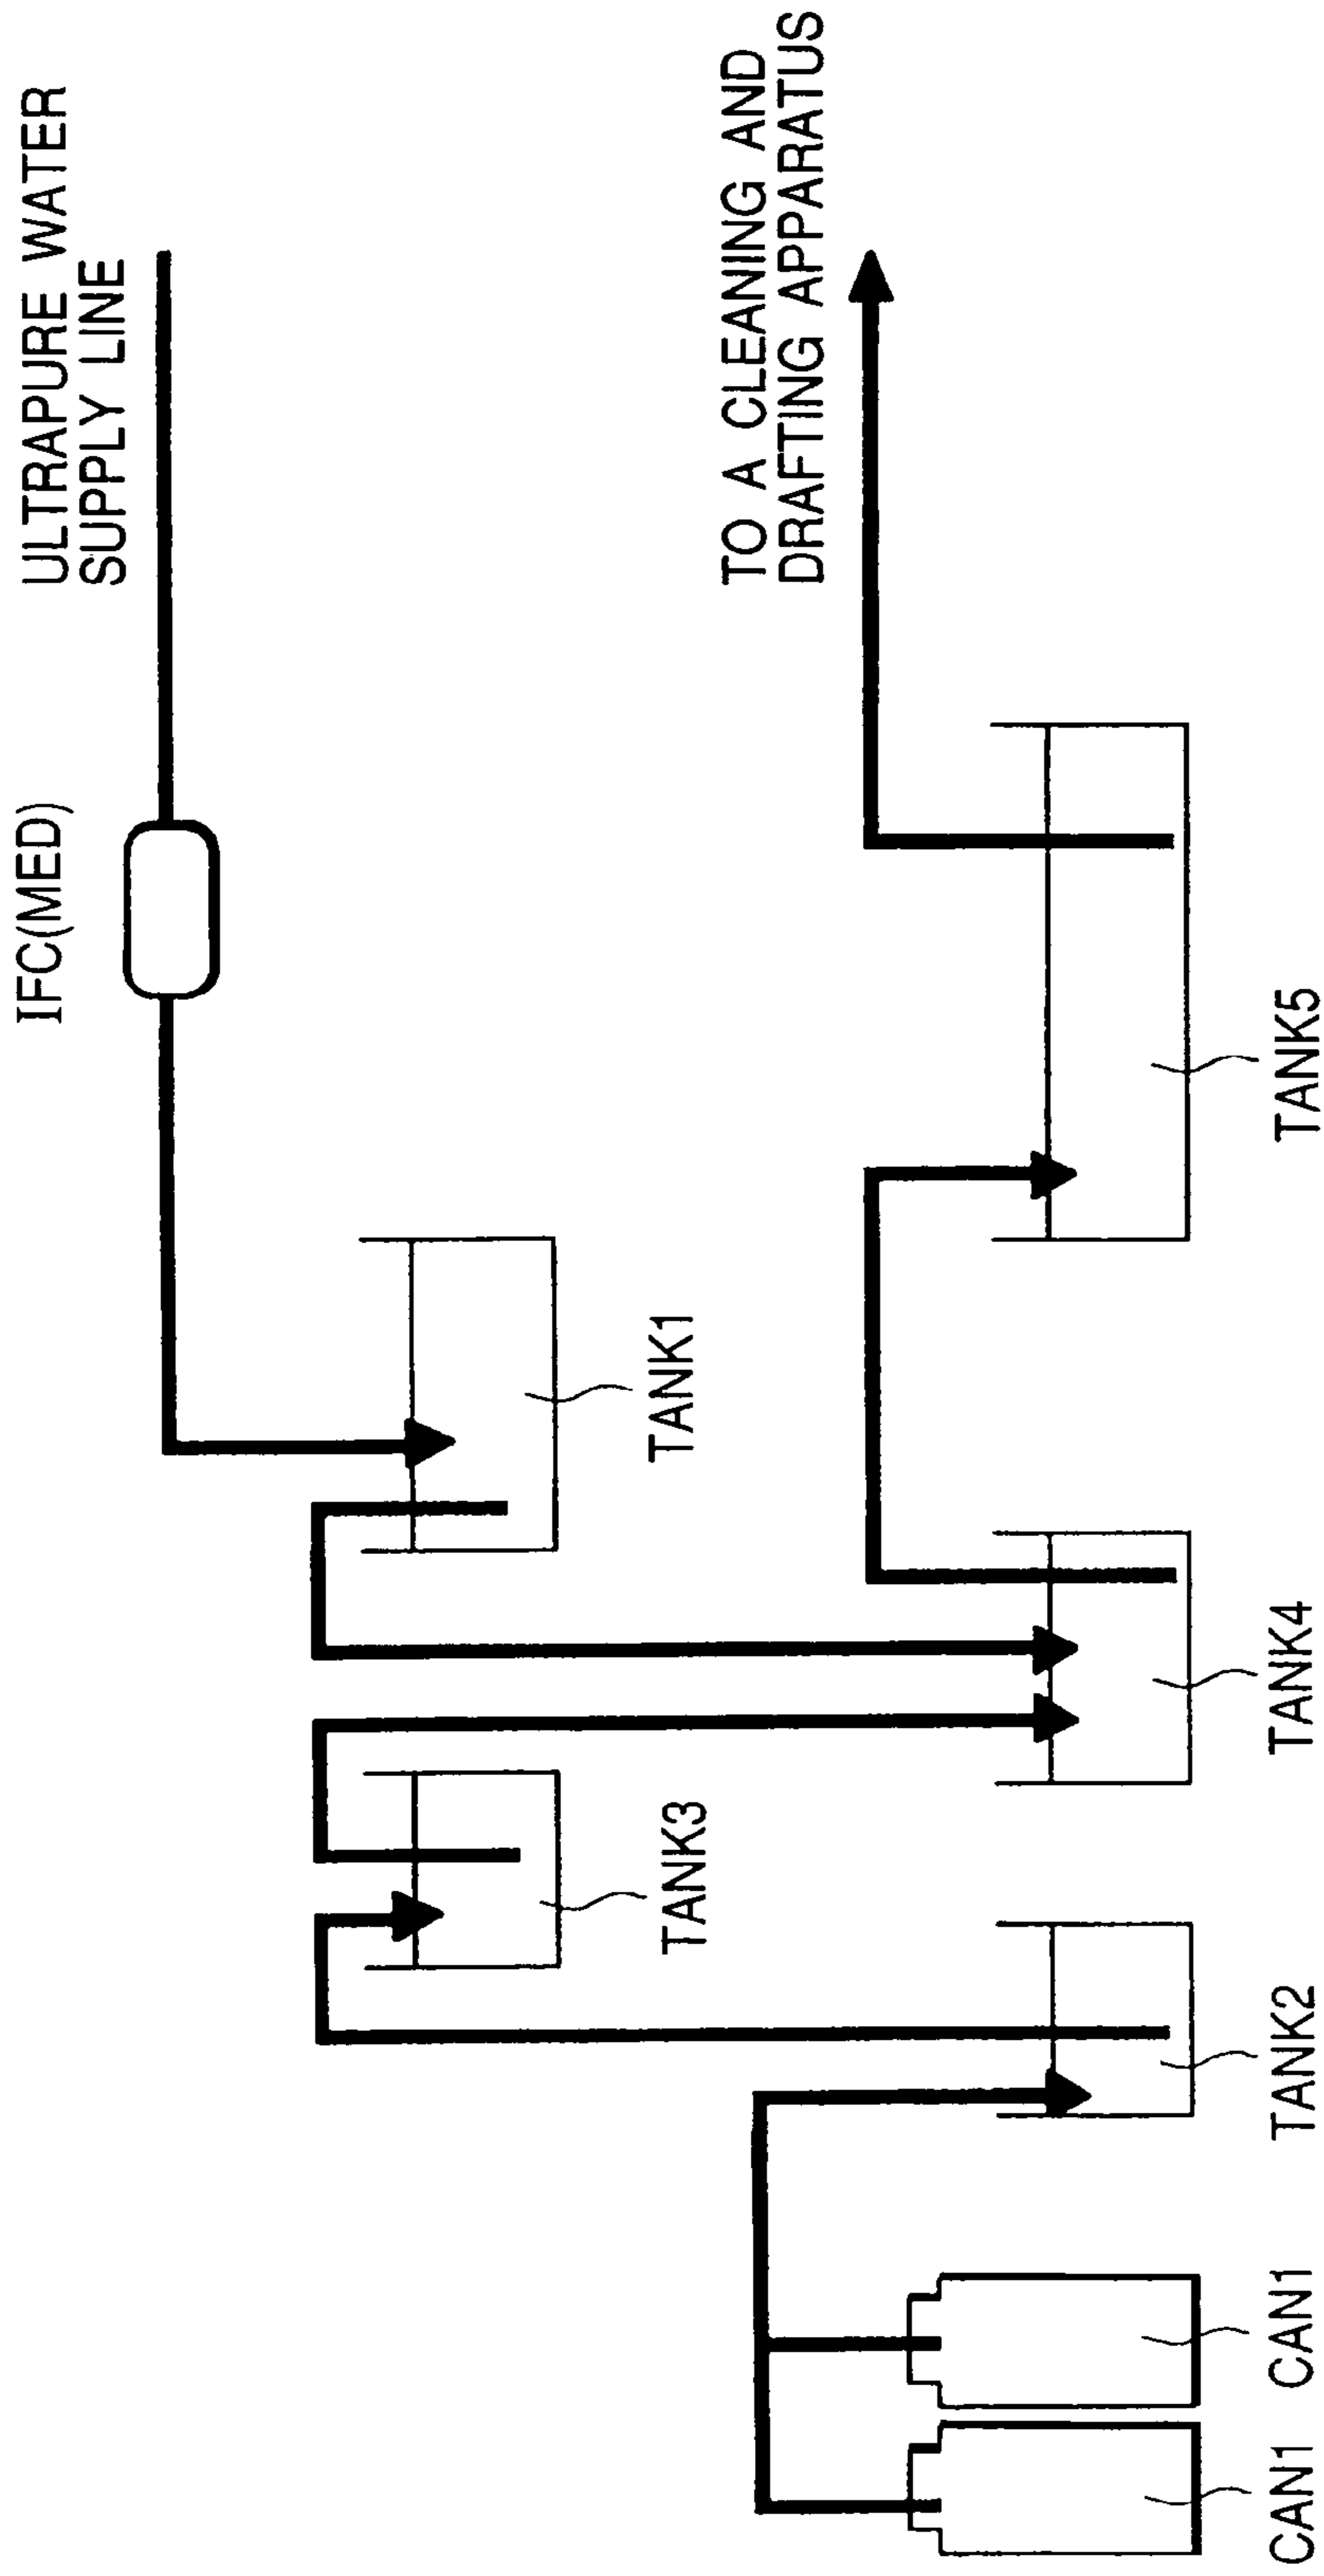 ULTRAPURE WATER
SUPPLY LINE
IFC(MED)
TANK1
TANK3
TO A CLEANING AND
DRAFTING APPARATUS
TANK5
TANK4
TANK2
CAN1
CAN1